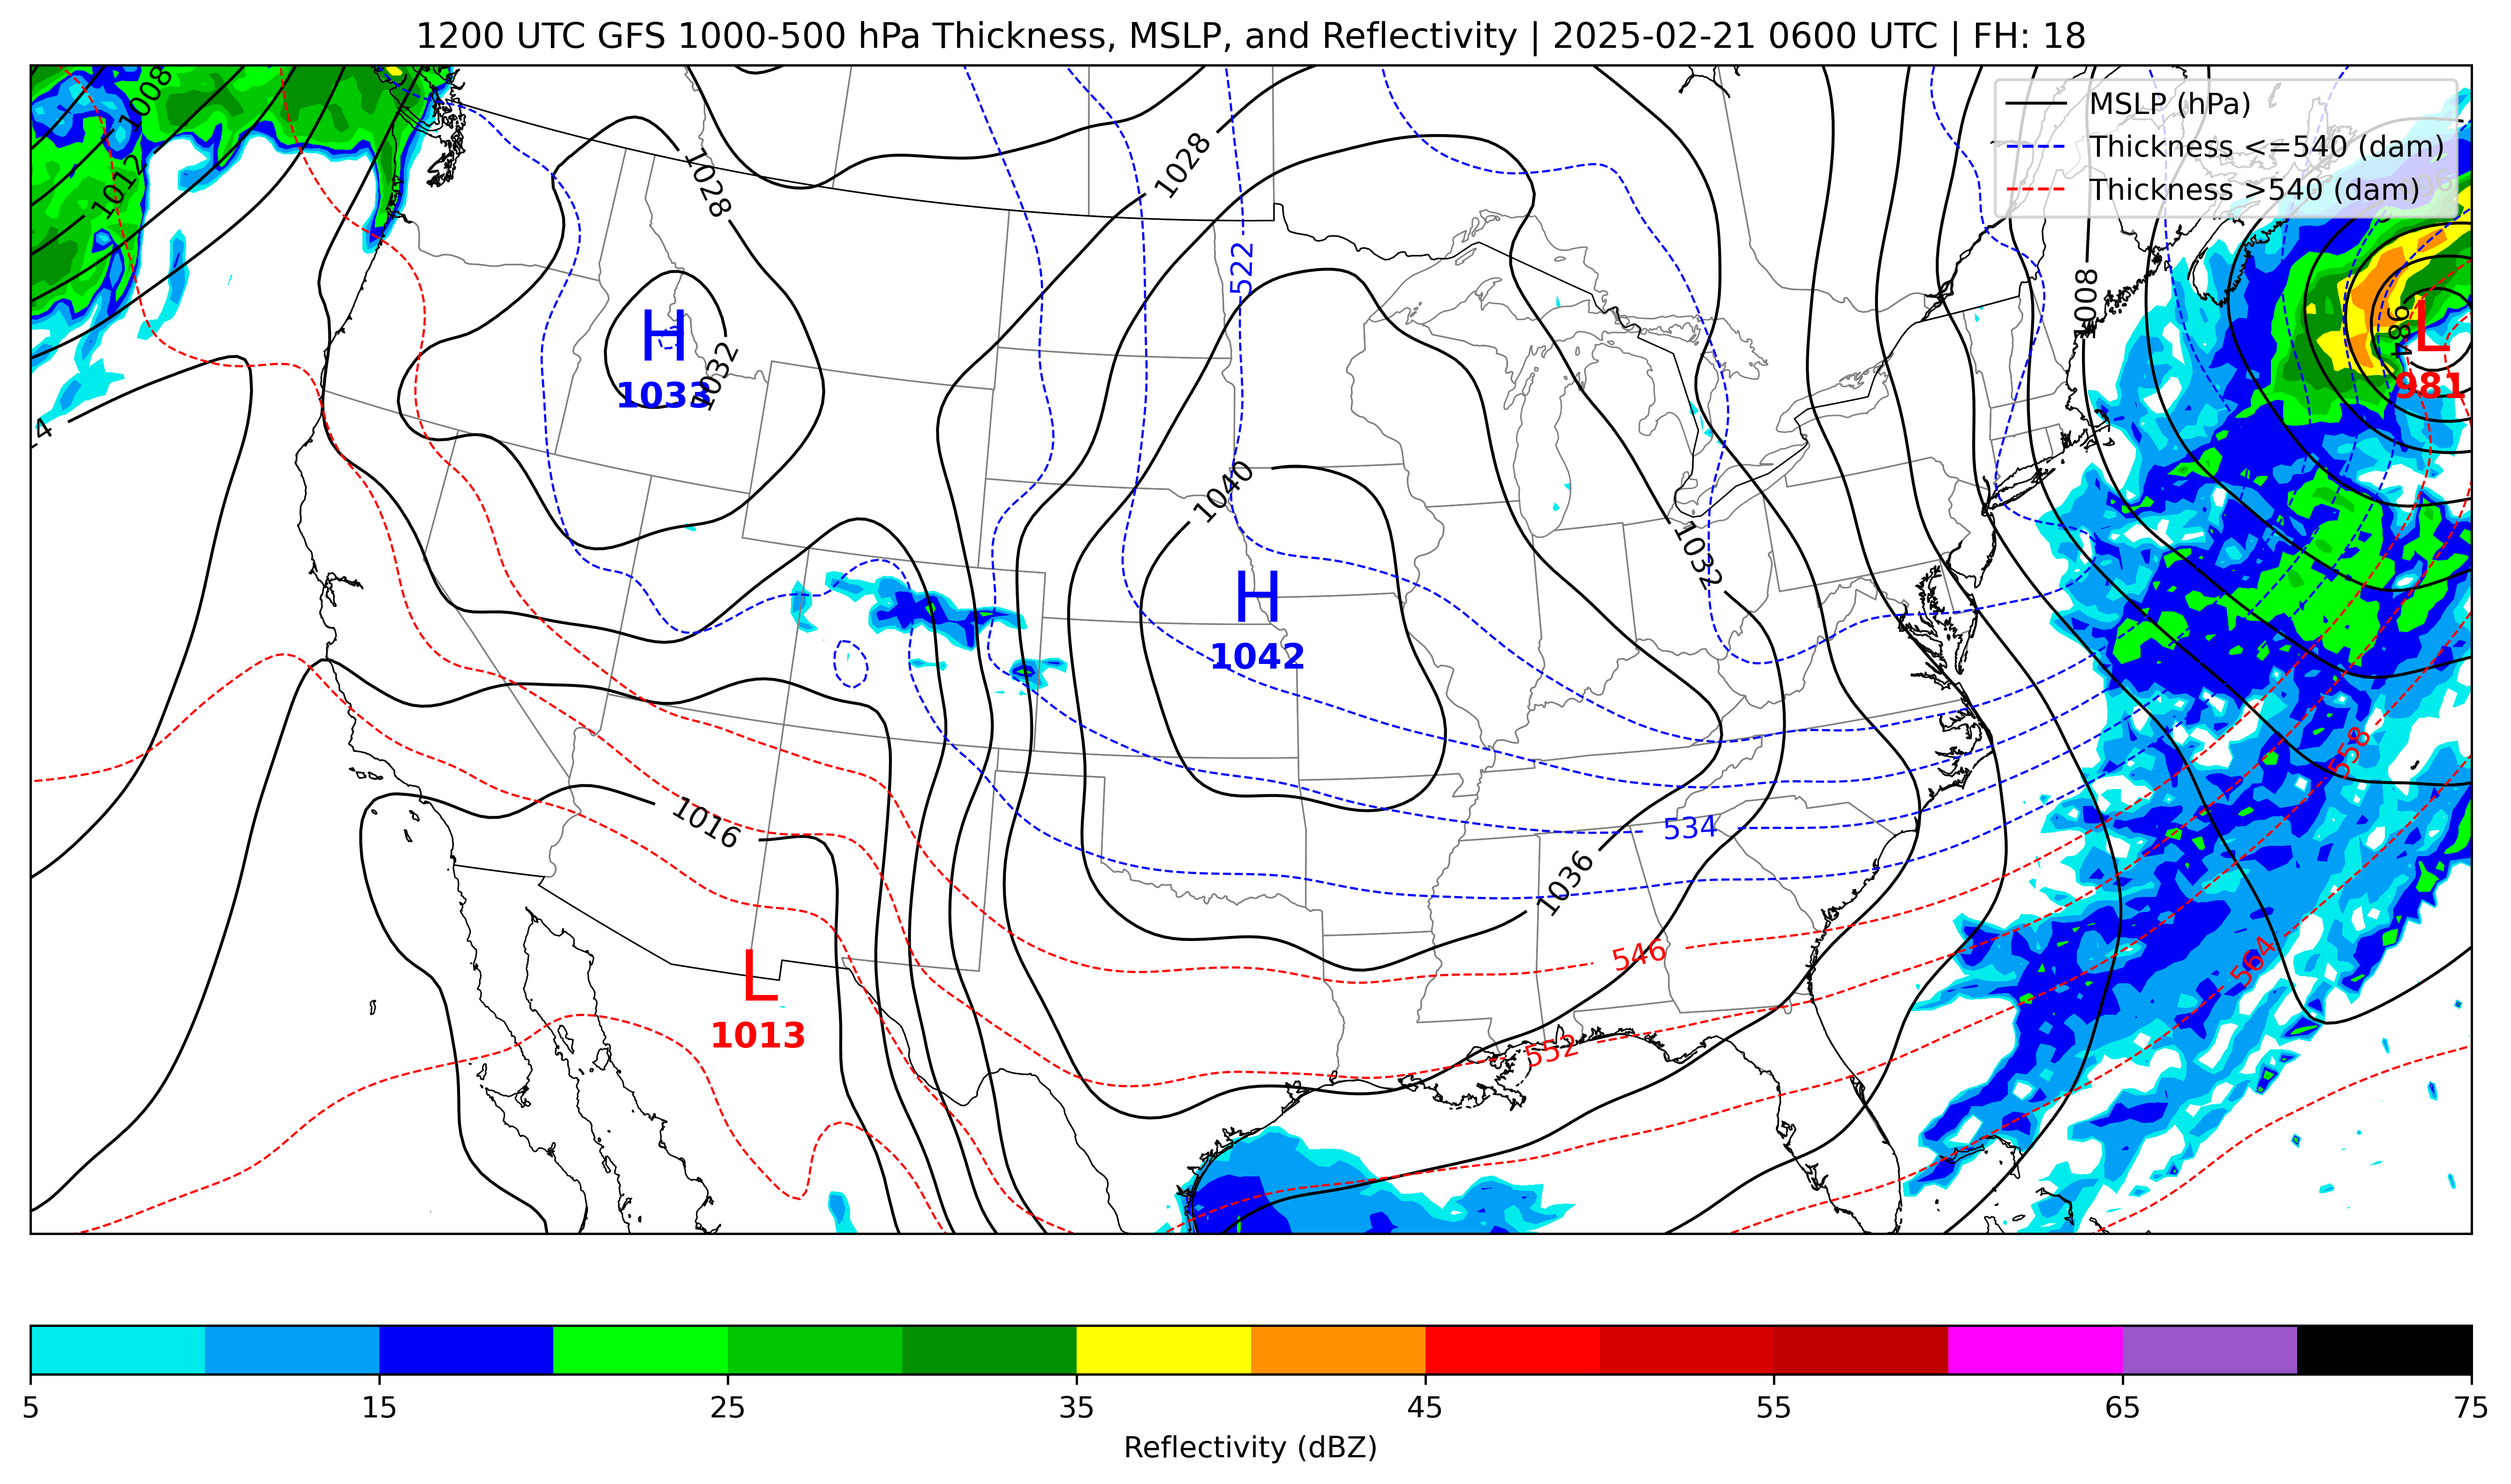 1200 UTC GFS 1000-500 hPa Thickness, MSLP, and Reflectivity | 2025-02-21 0600 UTC | FH: 18
MSLP (hPa)
Thickness <=540 (dam)
Thickness >540 (dam)
1008
1012
1028
1028
522
1008
984
L
981
H
1033
1032
4
1040
1032
H
1042
1016
534
558
1036
546
564
L
1013
552
5 15 25 35 45 55 65 75
Reflectivity (dBZ)